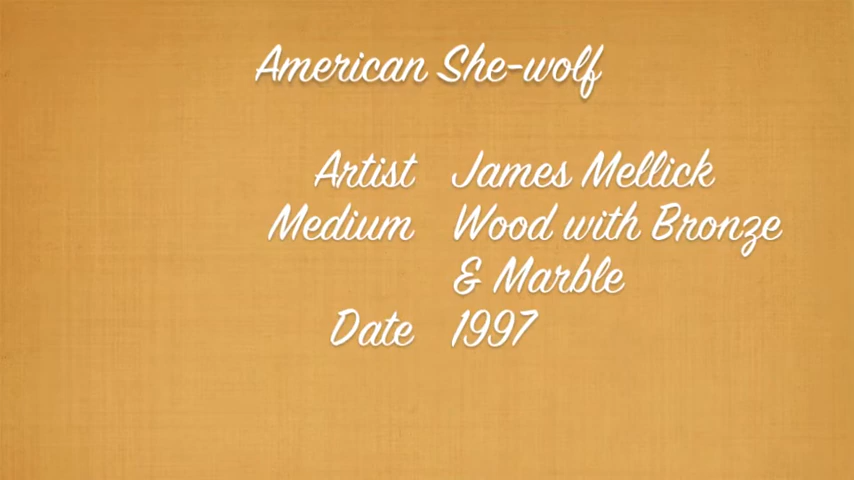 American She-wolf
Artist James Mellick
Medium Wood with Bronze
& Marble
Date 1997